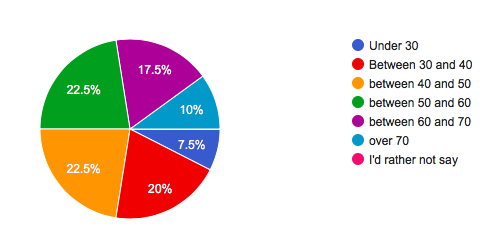 17.5%
22.5%
10%
7.5%
22.5%
20%
Under 30
Between 30 and 40
between 40 and 50
between 50 and 60
between 60 and 70
over 70
I'd rather not say